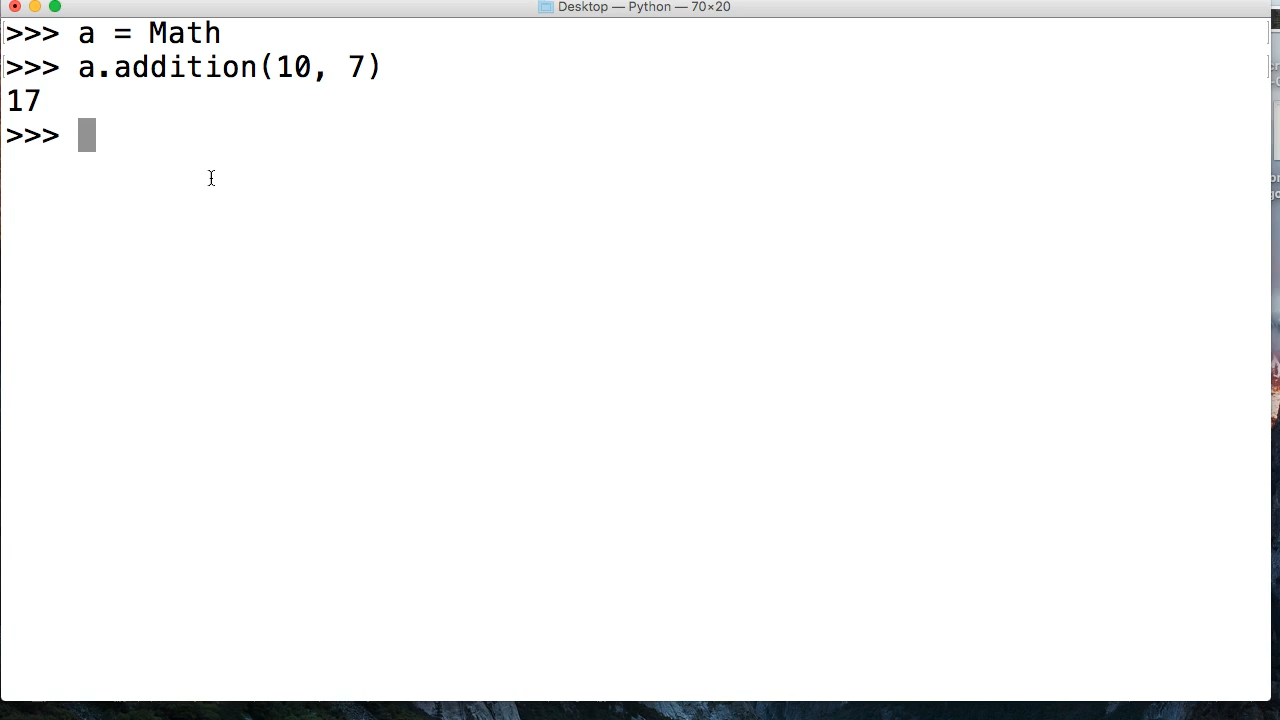 Desktop — Python — 70×20
>>> a = Math
>>> a.addition(10, 7)
17
>>>